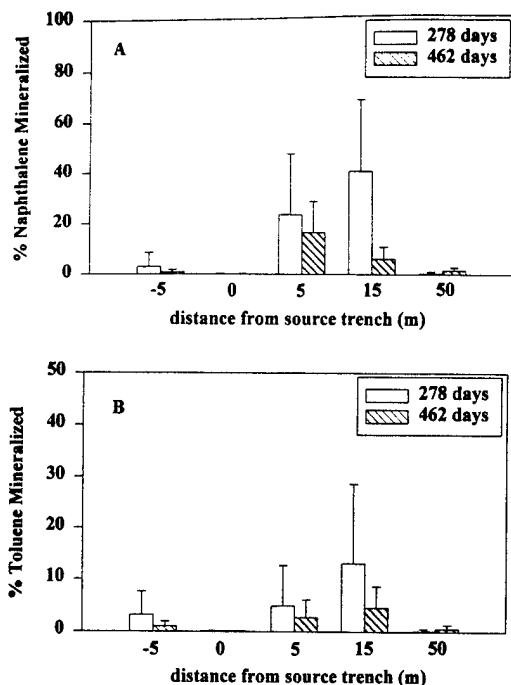 100
A
278 days
462 days
80
60
40
20
0
% Naphthalene Mineralized
-5 0 5 15 50
distance from source trench (m)
50
B
278 days
462 days
40
30
20
10
0
% Toluene Mineralized
-5 0 5 15 50
distance from source trench (m)